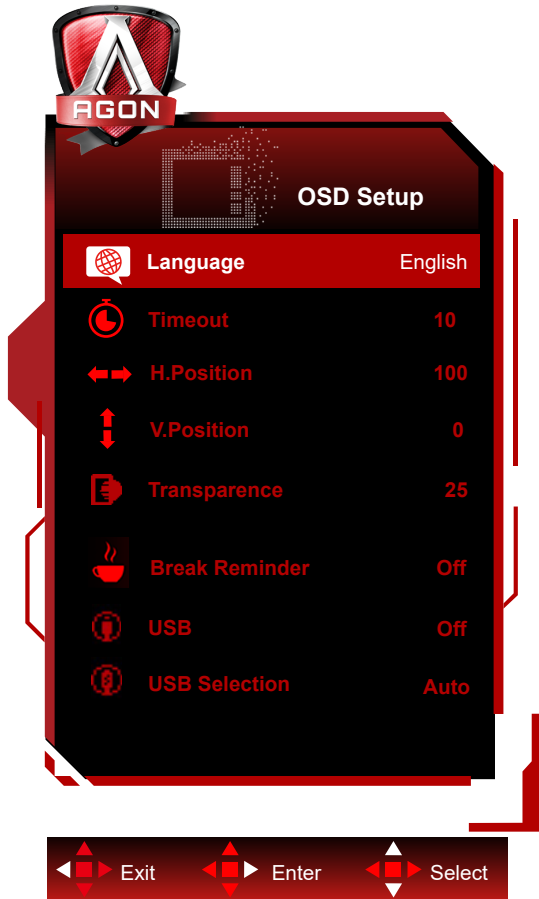 AGON
OSD Setup
Language English
Timeout 10
H.Position 100
V.Position 0
Transparence 25
Break Reminder Off
USB Off
USB Selection Auto
Exit Enter Select